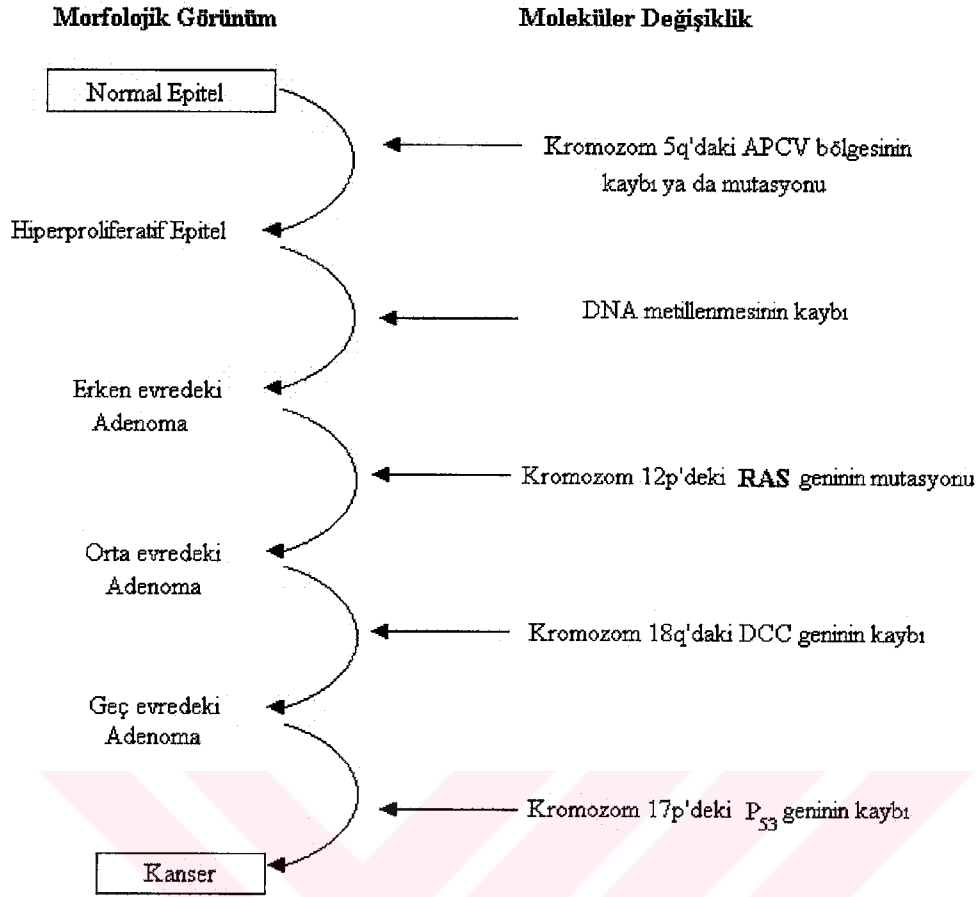 Morfolojik Görünüm
Moleküler Değişiklik
Normal Epitel
Kromozom 5q'daki APCV bölgesinin
kaybı ya da mutasyonu
Hiperproliferatif Epitel
DNA metillenmesinin kaybı
Erken evredeki
Adenoma
Kromozom 12p'deki RAS geninin mutasyonu
Orta evredeki
Adenoma
Kromozom 18q'daki DCC geninin kaybı
Geç evredeki
Adenoma
Kromozom 17p'deki P53 geninin kaybı
Kanser